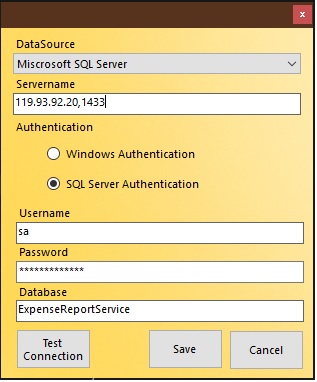 x
DataSource
Miscrosoft SQL Server
Servername
119.93.92.20,1433
Authentication
Windows Authentication
SQL Server Authentication
Username
sa
Password
*************
Database
ExpenseReportService
Test
Connection
Save
Cancel